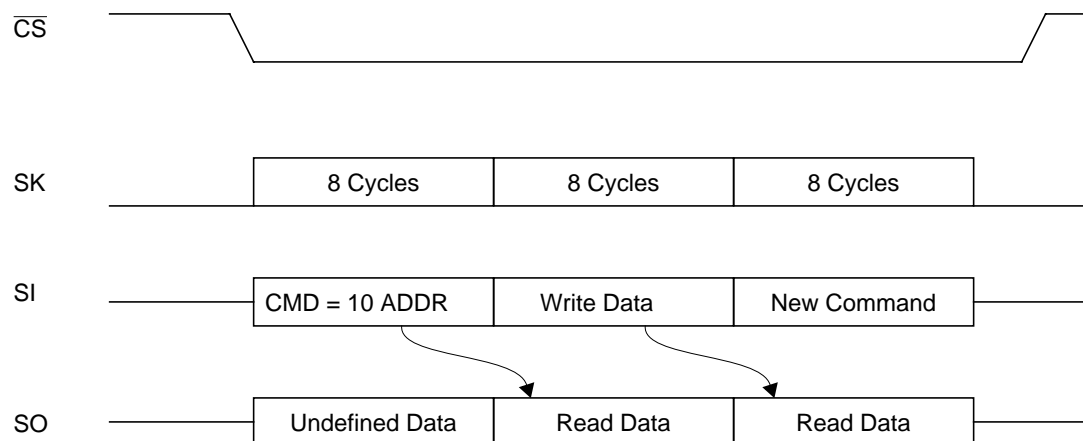 CS
SK
8 Cycles 8 Cycles 8 Cycles
SI
CMD = 10 ADDR Write Data New Command
SO
Undefined Data Read Data Read Data